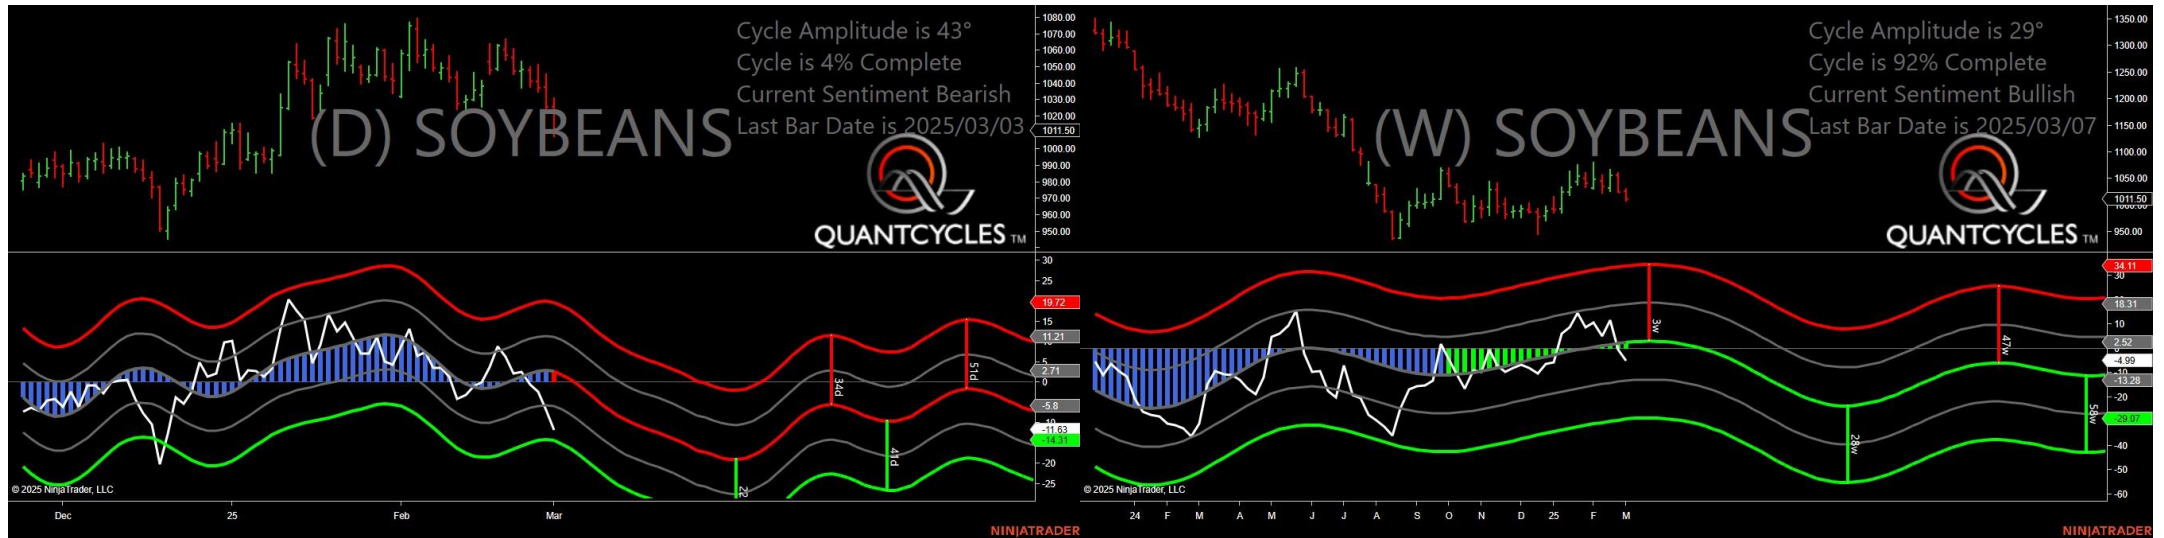 Cycle Amplitude is 43°
Cycle is 4% Complete
Current Sentiment Bearish
Last Bar Date is 2025/03/03
(D) SOYBEANS
QUANTCYCLES TM
1080.00
1070.00
1060.00
1050.00
1040.00
1030.00
1020.00
1011.50
1000.00
990.00
980.00
970.00
960.00
950.00
30
25
19.72
15
11.21
5
2.71
0
-5.8
-11.63
-14.31
-20
-25
34d
51d
41d
22
© 2025 NinjaTrader, LLC
Dec
25
Feb
Mar
NINJATRADER
Cycle Amplitude is 29°
Cycle is 92% Complete
Current Sentiment Bullish
Last Bar Date is 2025/03/07
(W) SOYBEANS
QUANTCYCLES TM
1350.00
1300.00
1250.00
1200.00
1150.00
1100.00
1050.00
1011.50
950.00
34.11
30
18.31
10
2.52
-4.99
-13.28
-20
-29.07
-40
-50
-60
3w
47w
28w
58w
© 2025 NinjaTrader, LLC
24 F M A M J J A S O N D 25 F M
NINJATRADER